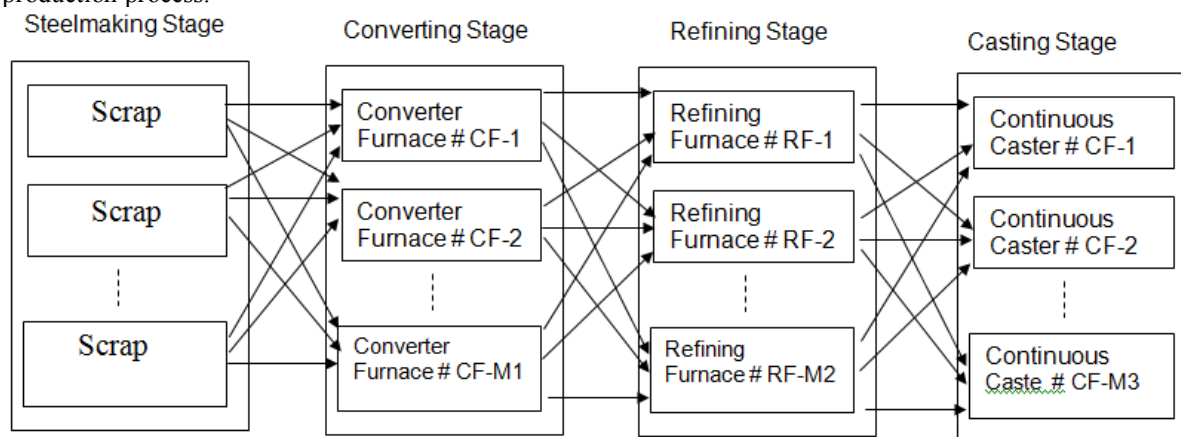 production process.
Steelmaking Stage
Scrap
Scrap
Scrap
Converting Stage
Converter
Furnace # CF-1
Converter
Furnace # CF-2
Converter
Furnace # CF-M1
Refining Stage
Refining
Furnace # RF-1
Refining
Furnace # RF-2
Refining
Furnace # RF-M2
Casting Stage
Continuous
Caster # CF-1
Continuous
Caster # CF-2
Continuous
Caste # CF-M3